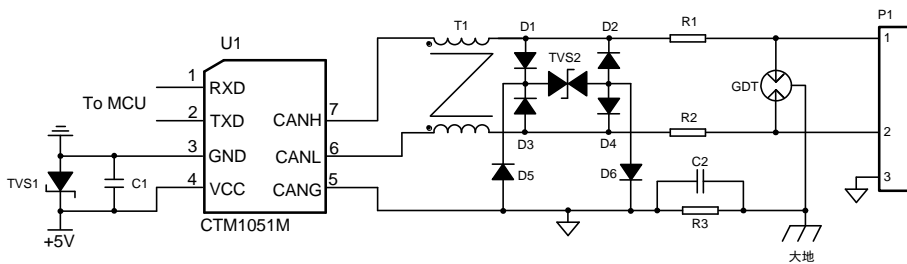 T1
D1
D2
R1
P1
U1
TVS2
1
1
RXD
GDT
To MCU
7
2
TXD
CANH
R2
2
3
GND
CANL
6
D3
D4
C2
TVS1
C1
4
VCC
CANG
5
D5
D6
3
CTM1051M
R3
+5V
大地